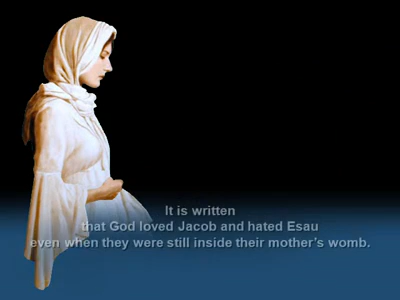 It is written
that God loved Jacob and hated Esau
even when they were still inside their mother's womb.